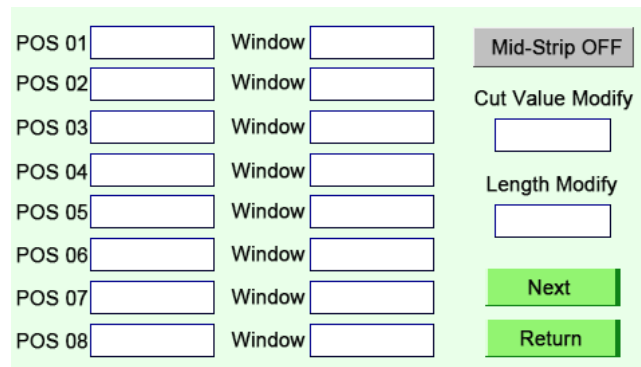 POS 01 Window
POS 02 Window
POS 03 Window
POS 04 Window
POS 05 Window
POS 06 Window
POS 07 Window
POS 08 Window
Mid-Strip OFF
Cut Value Modify
Length Modify
Next
Return